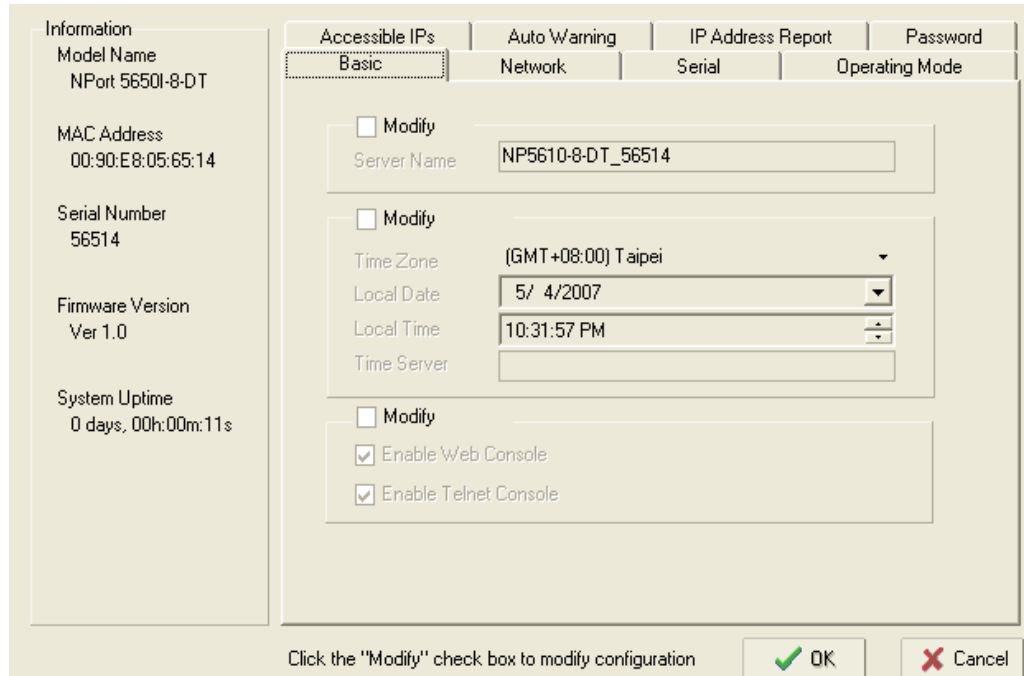 Information
Model Name
NPort 5650I-8-DT
MAC Address
00:90:E8:05:65:14
Serial Number
56514
Firmware Version
Ver 1.0
System Uptime
0 days, 00h:00m:11s
Accessible IPs
Auto Warning
IP Address Report
Password
Basic
Network
Serial
Operating Mode
Modify
Server Name
NP5610-8-DT_56514
Modify
Time Zone
(GMT+08:00) Taipei
Local Date
5/ 4/2007
Local Time
10:31:57 PM
Time Server
Modify
Enable Web Console
Enable Telnet Console
Click the "Modify" check box to modify configuration
OK
Cancel